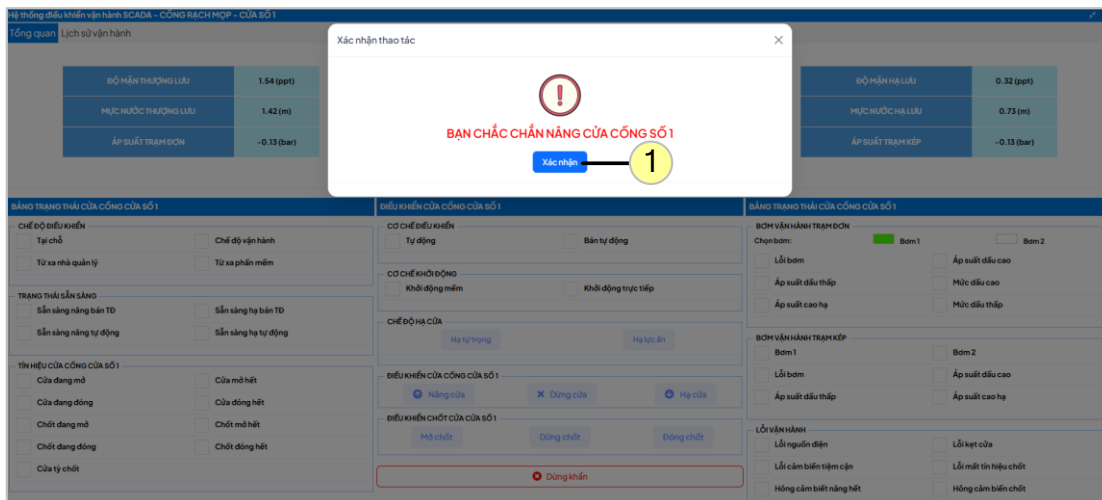 Hệ thống điều khiển vận hành SCADA - CỐNG RẠCH MỌP - CỬA SỐ 1
Tổng quan Lịch sử vận hành
Xác nhận thao tác
ĐỘ MẶN THƯỢNG LƯU 1.54 (ppt)
MỰC NƯỚC THƯỢNG LƯU 1.42 (m)
ÁP SUẤT TRẠM ĐƠN -0.13 (bar)
BẠN CHẮC CHẮN NÂNG CỬA CỐNG SỐ 1
Xác nhận 1
ĐỘ MẶN HẠ LƯU 0.32 (ppt)
MỰC NƯỚC HẠ LƯU 0.73 (m)
ÁP SUẤT TRẠM KÉP -0.13 (bar)
BẢNG TRẠNG THÁI CỬA CỐNG CỬA SỐ 1
CHẾ ĐỘ ĐIỀU KHIỂN
Tại chỗ Chế độ vận hành
Từ xa nhà quản lý Từ xa phần mềm
TRẠNG THÁI SẴN SÀNG
Sẵn sàng nâng bán TĐ Sẵn sàng hạ bán TĐ
Sẵn sàng nâng tự động Sẵn sàng hạ tự động
TÍN HIỆU CỬA CỐNG CỬA SỐ 1
Cửa đang mở Cửa mở hết
Cửa đang đóng Cửa đóng hết
Chốt đang mở Chốt mở hết
Chốt đang đóng Chốt đóng hết
Cửa tỳ chốt
ĐIỀU KHIỂN CỬA CỐNG CỬA SỐ 1
CƠ CHẾ ĐIỀU KHIỂN
Tự động Bán tự động
CƠ CHẾ KHỞI ĐỘNG
Khởi động mềm Khởi động trực tiếp
CHẾ ĐỘ HẠ CỬA
Hạ tự trọng Hạ lực ấn
ĐIỀU KHIỂN CỬA CỐNG CỬA SỐ 1
Nâng cửa Dừng cửa Hạ cửa
ĐIỀU KHIỂN CHỐT CỬA CỬA SỐ 1
Mở chốt Dừng chốt Đóng chốt
Dừng khẩn
BẢNG TRẠNG THÁI CỬA CỐNG CỬA SỐ 1
BƠM VẬN HÀNH TRẠM ĐƠN
Chọn bơm: Bơm 1 Bơm 2
Lỗi bơm Áp suất dầu cao
Áp suất dầu thấp Mức dầu cao
Áp suất cao hạ Mức dầu thấp
BƠM VẬN HÀNH TRẠM KÉP
Bơm 1 Bơm 2
Lỗi bơm Áp suất dầu cao
Áp suất dầu thấp Áp suất cao hạ
LỖI VẬN HÀNH
Lỗi nguồn điện Lỗi kẹt cửa
Lỗi cảm biến tiệm cận Lỗi mất tín hiệu chốt
Hỏng cảm biết nâng hết Hỏng cảm biến chốt